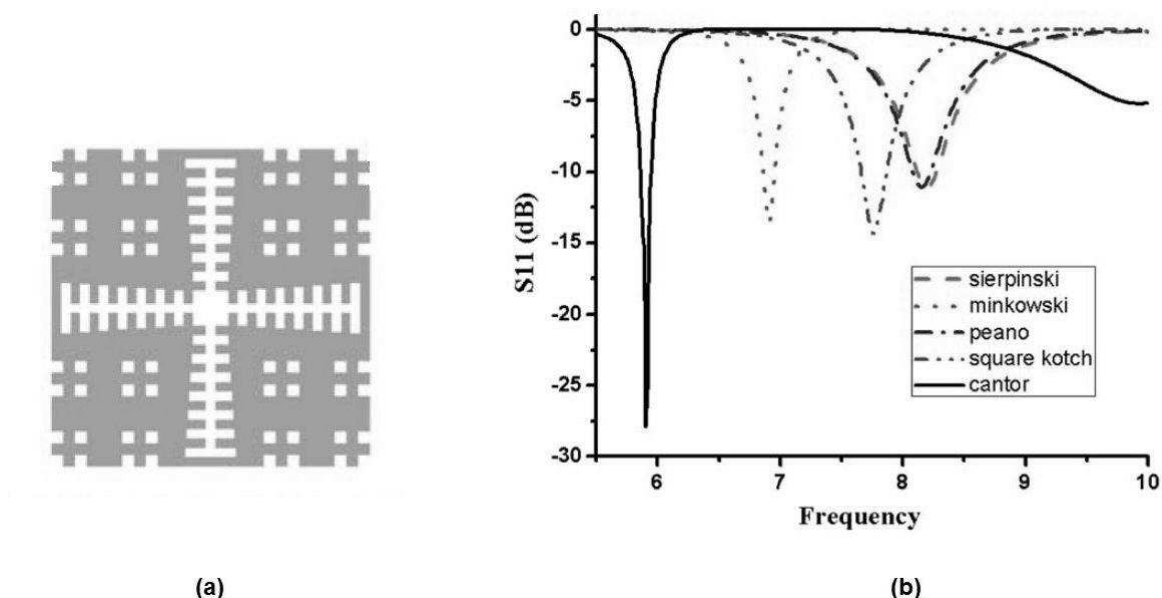 0
-5
-10
-15
-20
-25
-30
S11 (dB)
sierpinski
minkowski
peano
square kotch
cantor
6 7 8 9 10
Frequency
(a) (b)